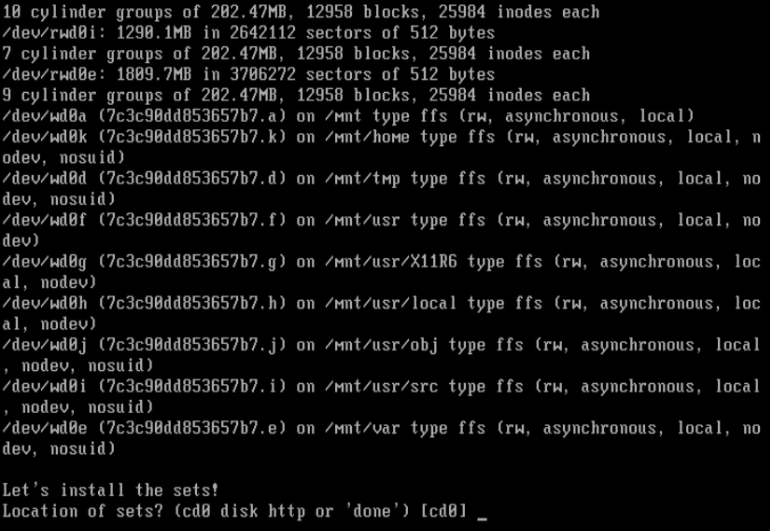 10 cylinder groups of 202.47MB, 12958 blocks, 25984 inodes each
/dev/rwd0i: 1290.1MB in 2642112 sectors of 512 bytes
7 cylinder groups of 202.47MB, 12958 blocks, 25984 inodes each
/dev/rwd0e: 1809.7MB in 3706272 sectors of 512 bytes
9 cylinder groups of 202.47MB, 12958 blocks, 25984 inodes each
/dev/wd0a (7c3c90dd853657b7.a) on /mnt type ffs (rw, asynchronous, local)
/dev/wd0k (7c3c90dd853657b7.k) on /mnt/home type ffs (rw, asynchronous, local, n
odev, nosuid)
/dev/wd0d (7c3c90dd853657b7.d) on /mnt/tmp type ffs (rw, asynchronous, local, no
dev, nosuid)
/dev/wd0f (7c3c90dd853657b7.f) on /mnt/usr type ffs (rw, asynchronous, local, no
dev)
/dev/wd0g (7c3c90dd853657b7.g) on /mnt/usr/X11R6 type ffs (rw, asynchronous, loc
al, nodev)
/dev/wd0h (7c3c90dd853657b7.h) on /mnt/usr/local type ffs (rw, asynchronous, loc
al, nodev)
/dev/wd0j (7c3c90dd853657b7.j) on /mnt/usr/obj type ffs (rw, asynchronous, local
, nodev, nosuid)
/dev/wd0i (7c3c90dd853657b7.i) on /mnt/usr/src type ffs (rw, asynchronous, local
, nodev, nosuid)
/dev/wd0e (7c3c90dd853657b7.e) on /mnt/var type ffs (rw, asynchronous, local, no
dev, nosuid)

Let's install the sets!
Location of sets? (cd0 disk http or 'done') [cd0] _